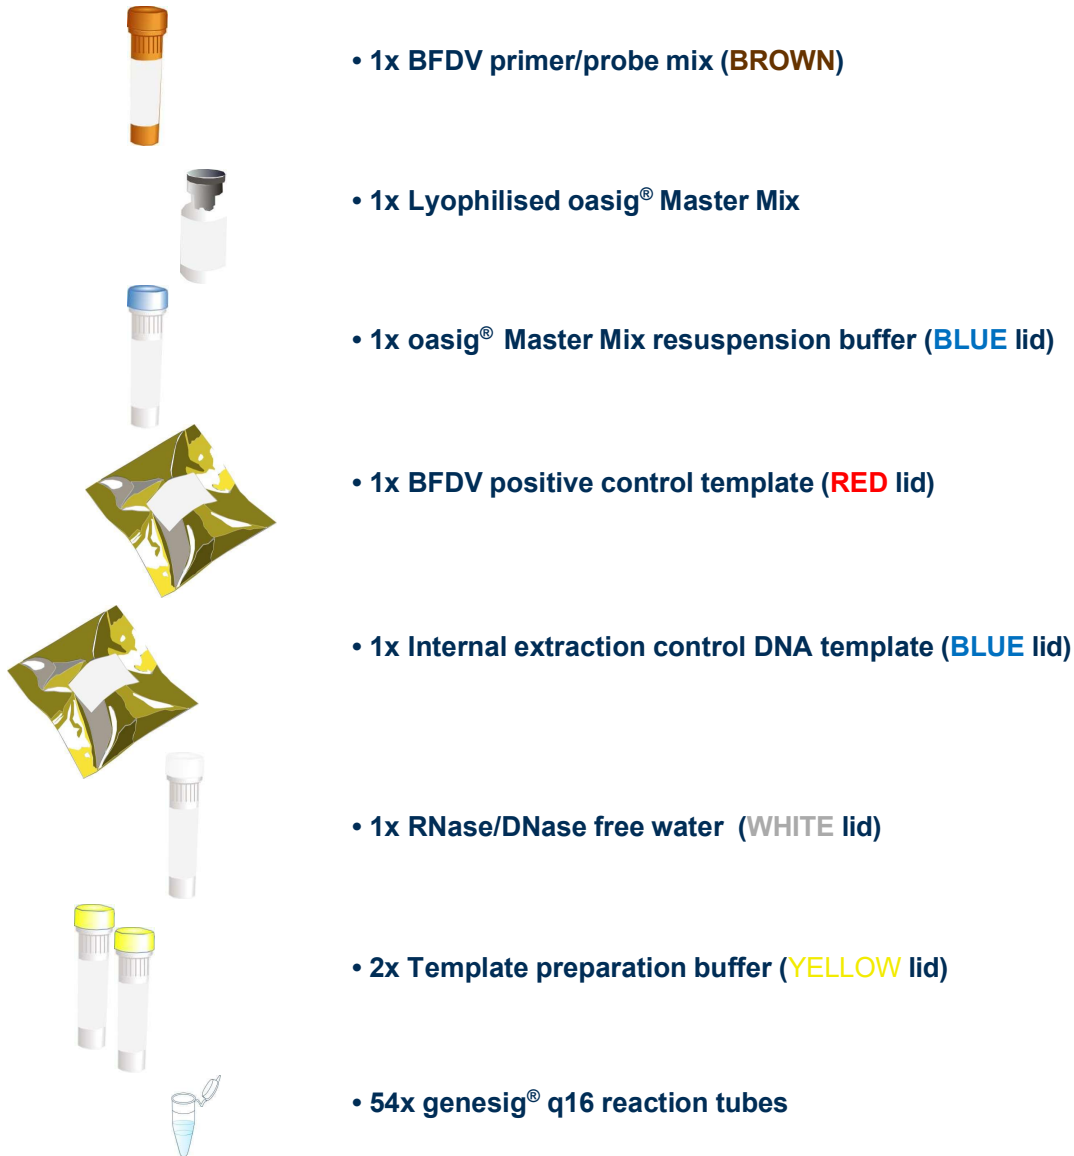 • 1x BFDV primer/probe mix (BROWN)
• 1x Lyophilised oasig® Master Mix
• 1x oasig® Master Mix resuspension buffer (BLUE lid)
• 1x BFDV positive control template (RED lid)
• 1x Internal extraction control DNA template (BLUE lid)
• 1x RNase/DNase free water (WHITE lid)
• 2x Template preparation buffer (YELLOW lid)
• 54x genesig® q16 reaction tubes